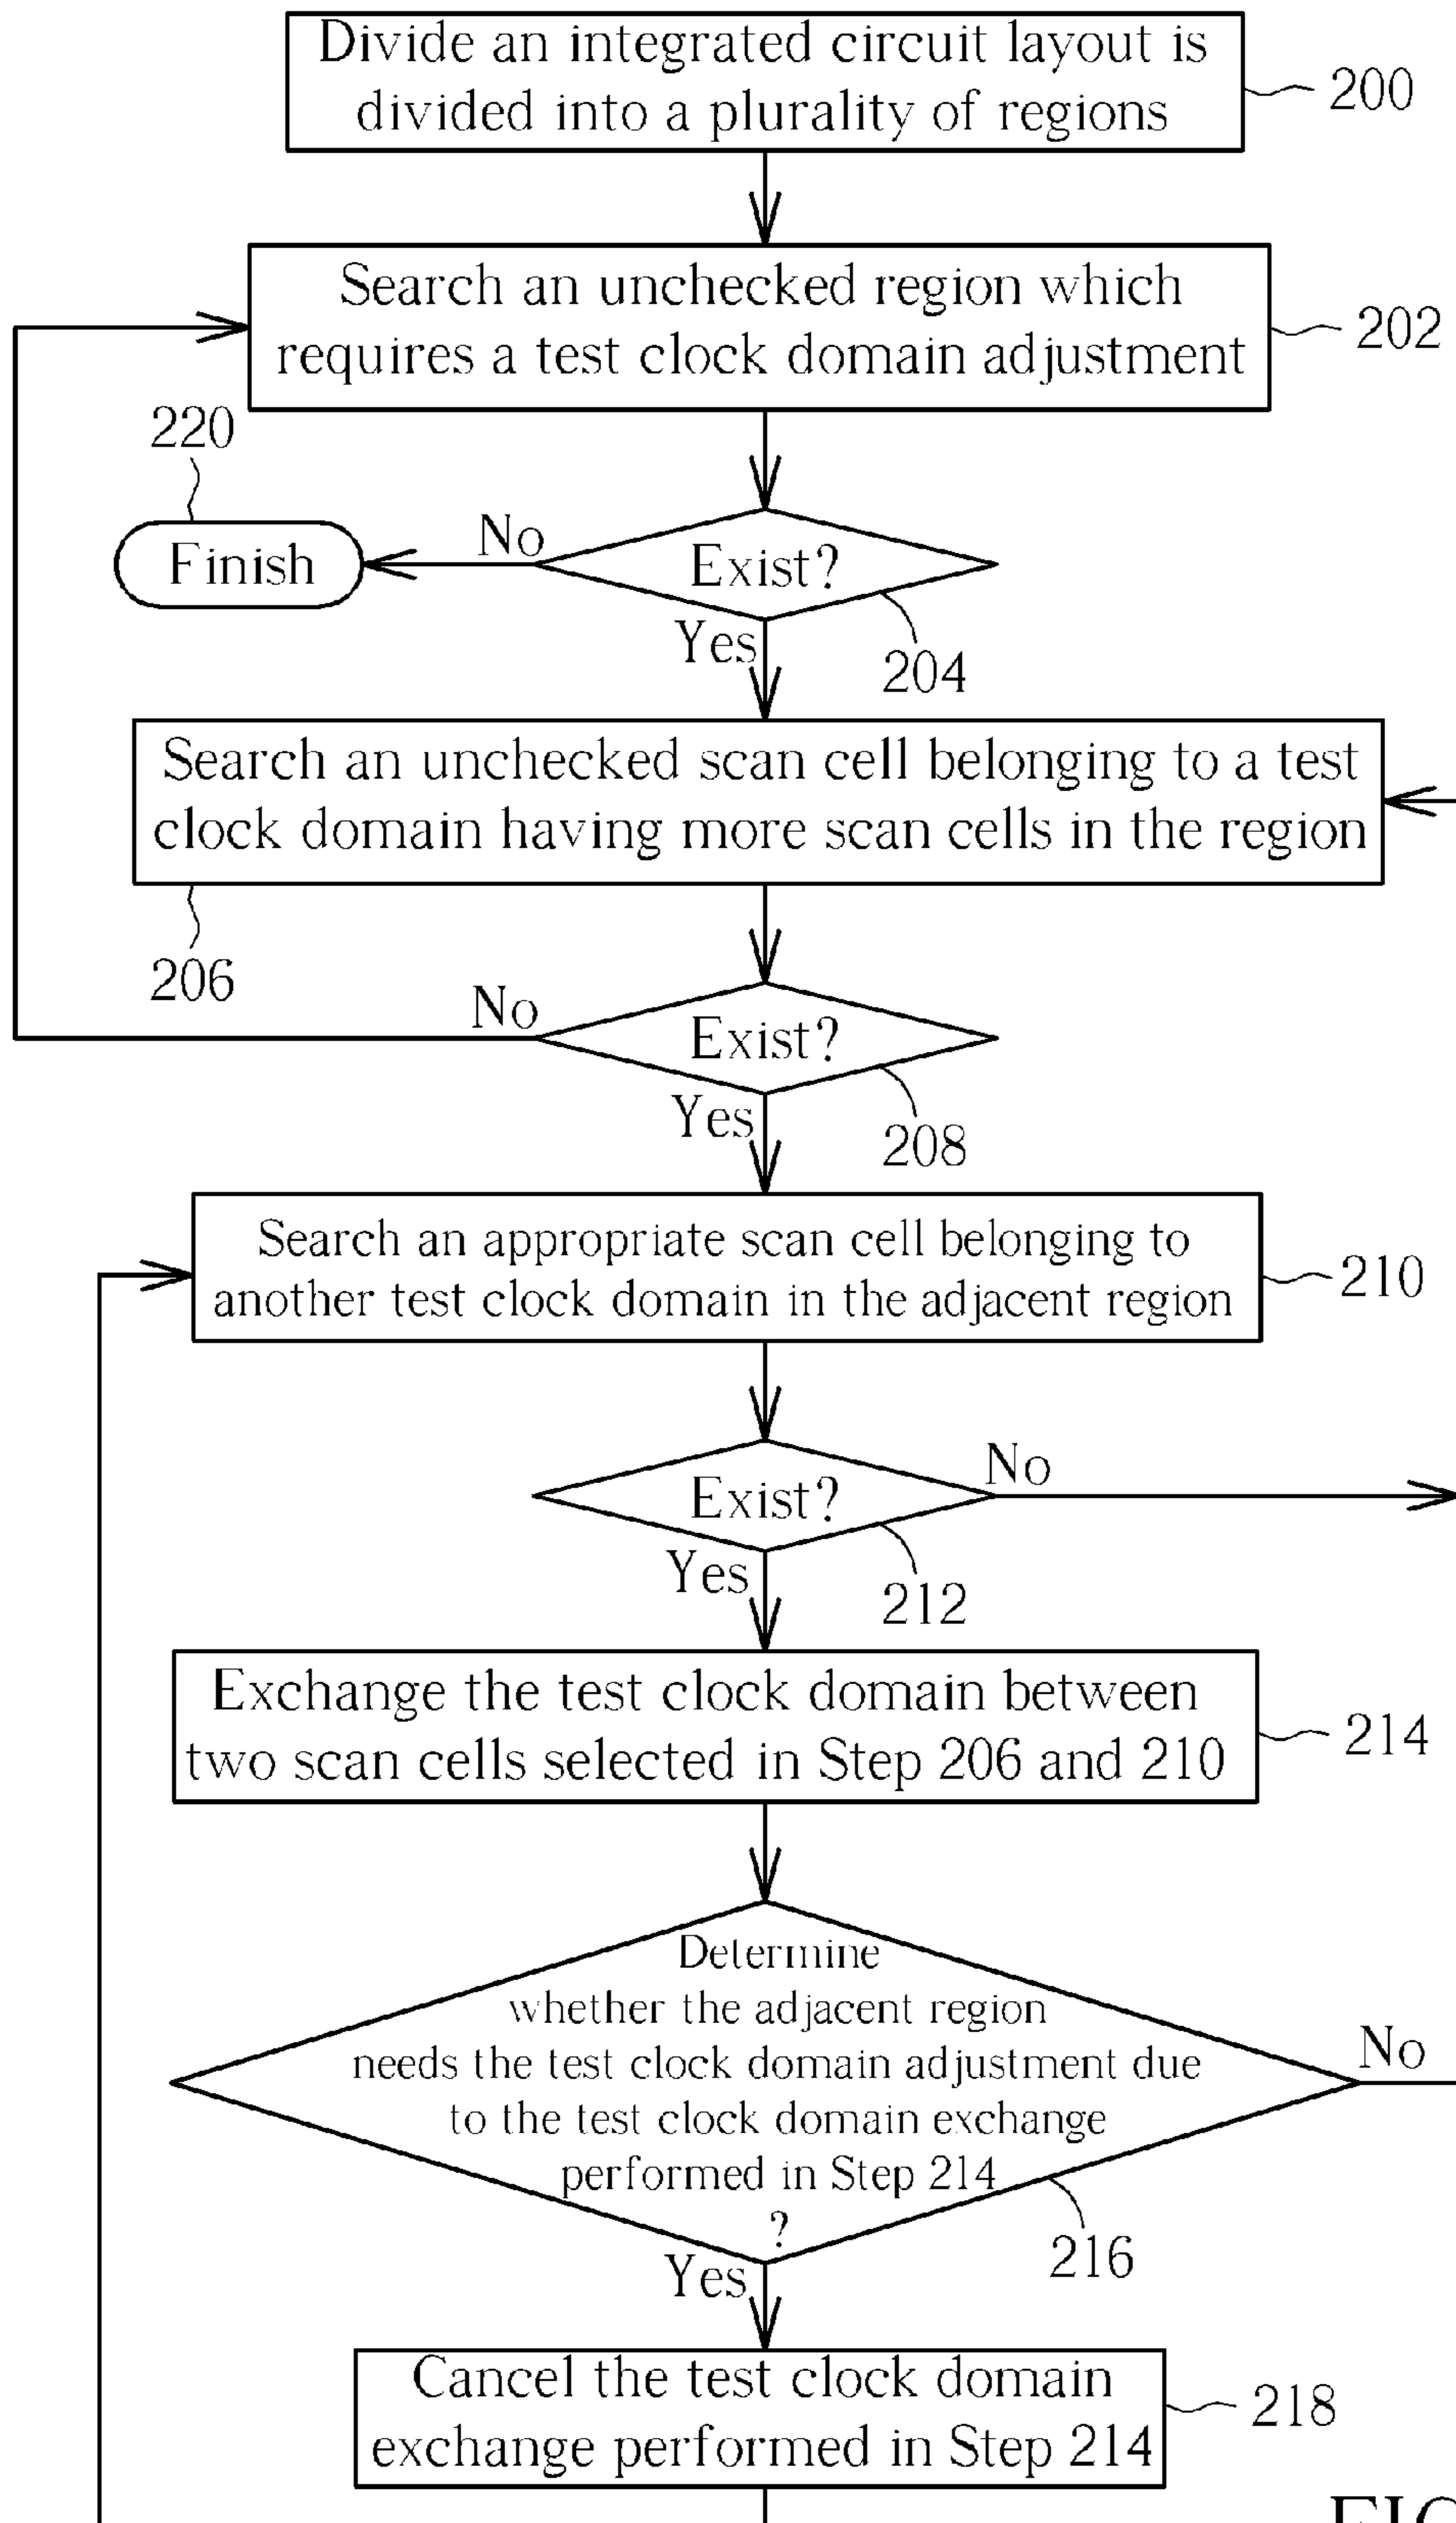 Divide an integrated circuit layout is
divided into a plurality of regions
200
Search an unchecked region which
requires a test clock domain adjustment
202
220
Finish
No
Exist?
Yes
204
Search an unchecked scan cell belonging to a test
clock domain having more scan cells in the region
206
No
Exist?
Yes
208
Search an appropriate scan cell belonging to
another test clock domain in the adjacent region
210
Exist?
No
Yes
212
Exchange the test clock domain between
two scan cells selected in Step 206 and 210
214
Determine
whether the adjacent region
needs the test clock domain adjustment due
to the test clock domain exchange
performed in Step 214
?
No
216
Yes
Cancel the test clock domain
exchange performed in Step 214
218